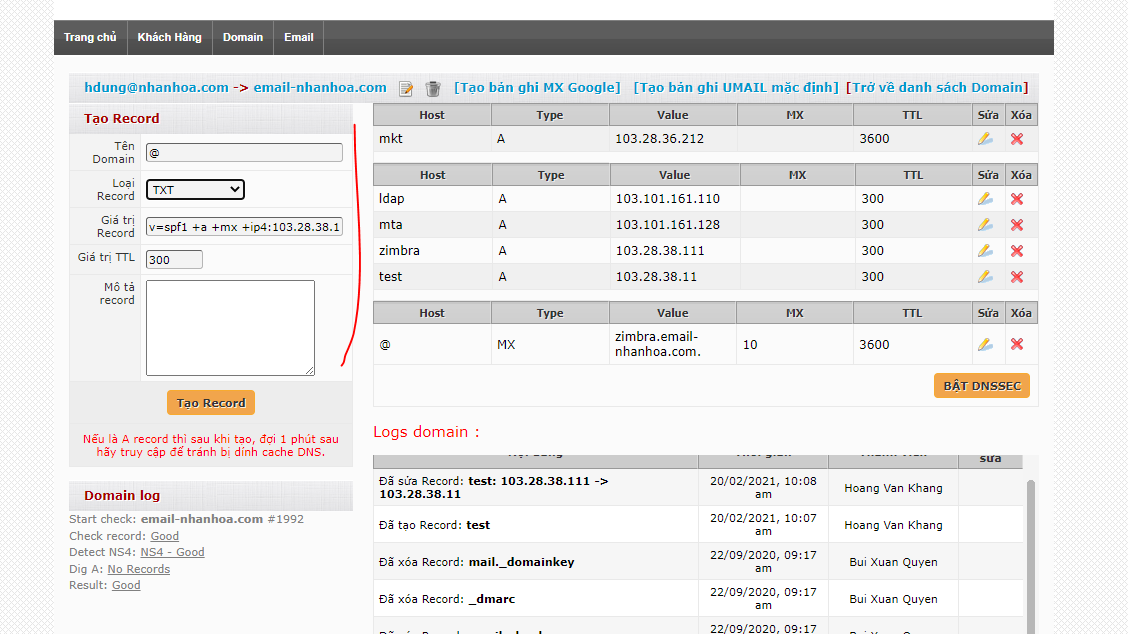 Trang chủ Khách Hàng Domain Email
hdung@nhanhoa.com -> email-nhanhoa.com [Tạo bản ghi MX Google] [Tạo bản ghi UMAIL mặc định] [Trở về danh sách Domain]
Tạo Record
Tên Domain @
Loại Record TXT
Giá trị Record v=spf1 +a +mx +ip4:103.28.38.1
Giá trị TTL 300
Mô tả record
Tạo Record
Nếu là A record thì sau khi tạo, đợi 1 phút sau
hãy truy cập để tránh bị dính cache DNS.
Domain log
Start check: email-nhanhoa.com #1992
Check record: Good
Detect NS4: NS4 - Good
Dig A: No Records
Result: Good
Host Type Value MX TTL Sửa Xóa
mkt A 103.28.36.212 3600
Host Type Value MX TTL Sửa Xóa
ldap A 103.101.161.110 300
mta A 103.101.161.128 300
zimbra A 103.28.38.111 300
test A 103.28.38.11 300
Host Type Value MX TTL Sửa Xóa
@ MX zimbra.email-nhanhoa.com. 10 3600
BẬT DNSSEC
Logs domain :
sửa
Đã sửa Record: test: 103.28.38.111 -> 103.28.38.11 20/02/2021, 10:08 am Hoang Van Khang
Đã tạo Record: test 20/02/2021, 10:07 am Hoang Van Khang
Đã xóa Record: mail._domainkey 22/09/2020, 09:17 am Bui Xuan Quyen
Đã xóa Record: _dmarc 22/09/2020, 09:17 am Bui Xuan Quyen
22/09/2020, 09:17